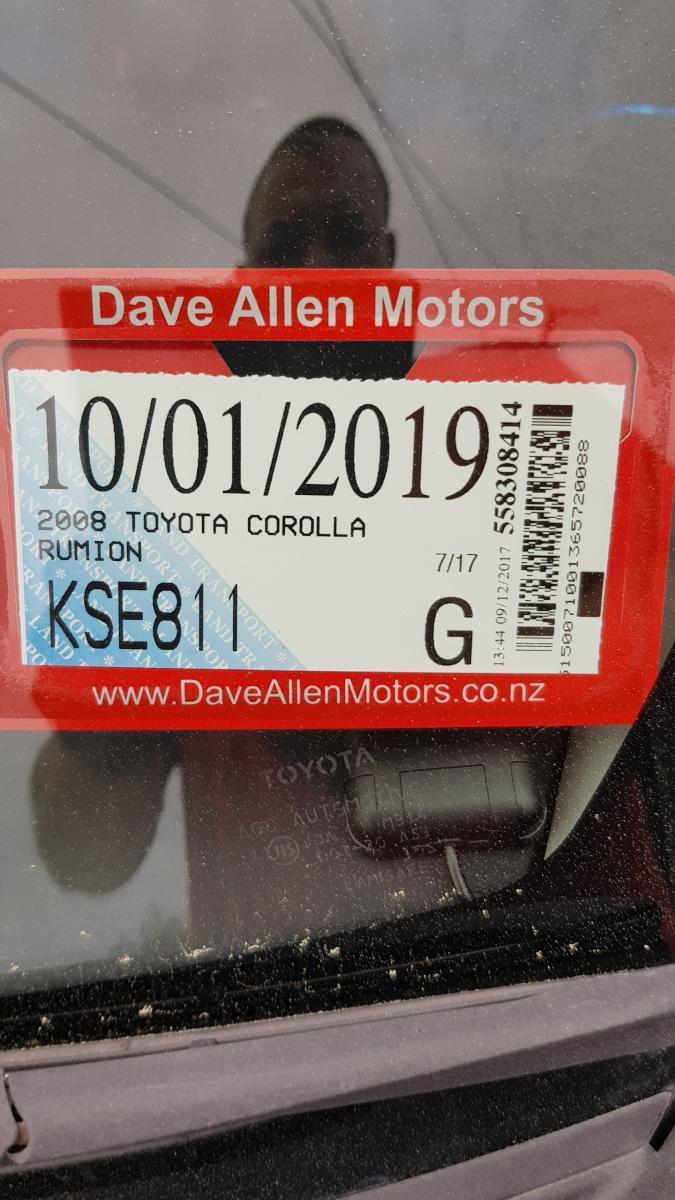 Dave Allen Motors
10/01/2019
2008 TOYOTA COROLLA
RUMION
7/17
KSE811
G
13:44 09/12/2017
558308414
www.DaveAllenMotors.co.nz
TOYOTA